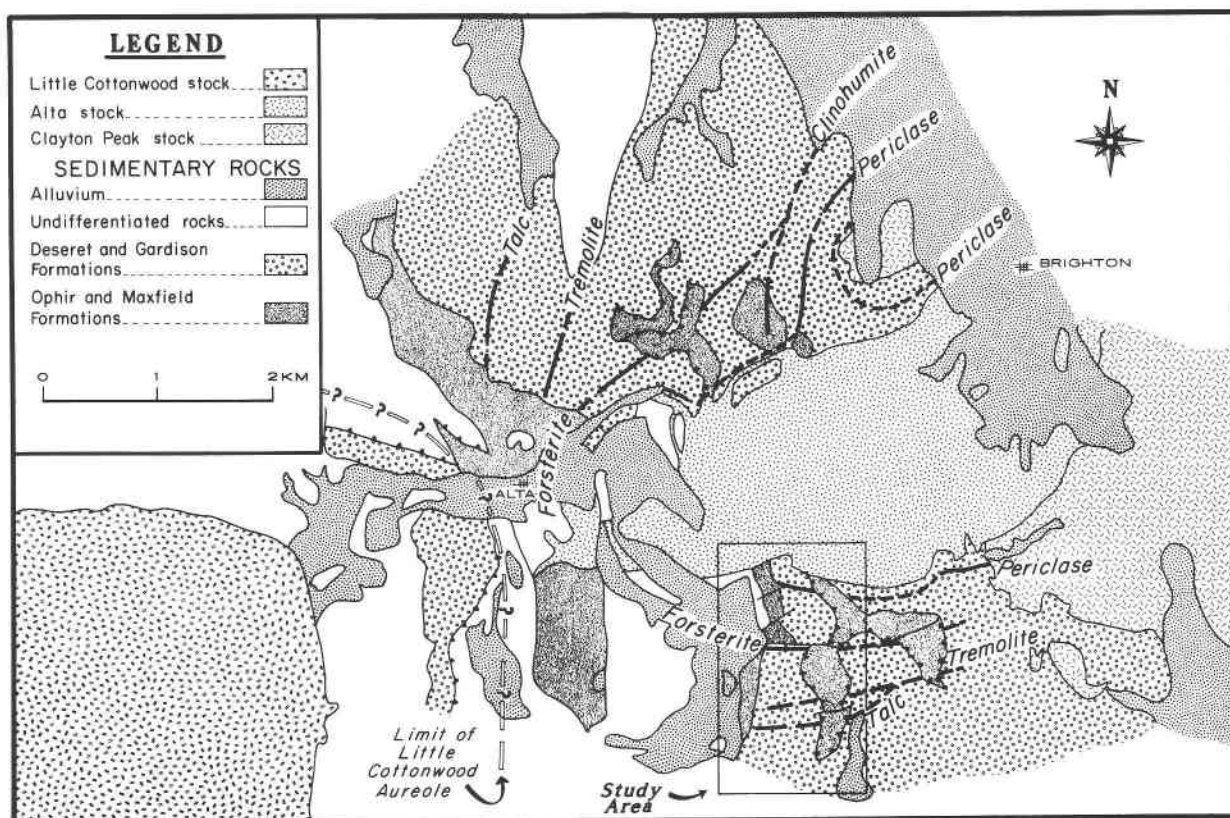 LEGEND
Little Cottonwood stock
Alta stock
Clayton Peak stock
SEDIMENTARY ROCKS
Alluvium
Undifferentiated rocks
Deseret and Gardison
Formations
Ophir and Maxfield
Formations
0 1 2KM
N
Clinohumite
Periclase
Periclase
BRIGHTON
Talc
Tremolite
? ? ?
Forsterite
ALTA
?
?
?
?
Periclase
Forsterite
Tremolite
Talc
Limit of
Little
Cottonwood
Aureole
Study
Area